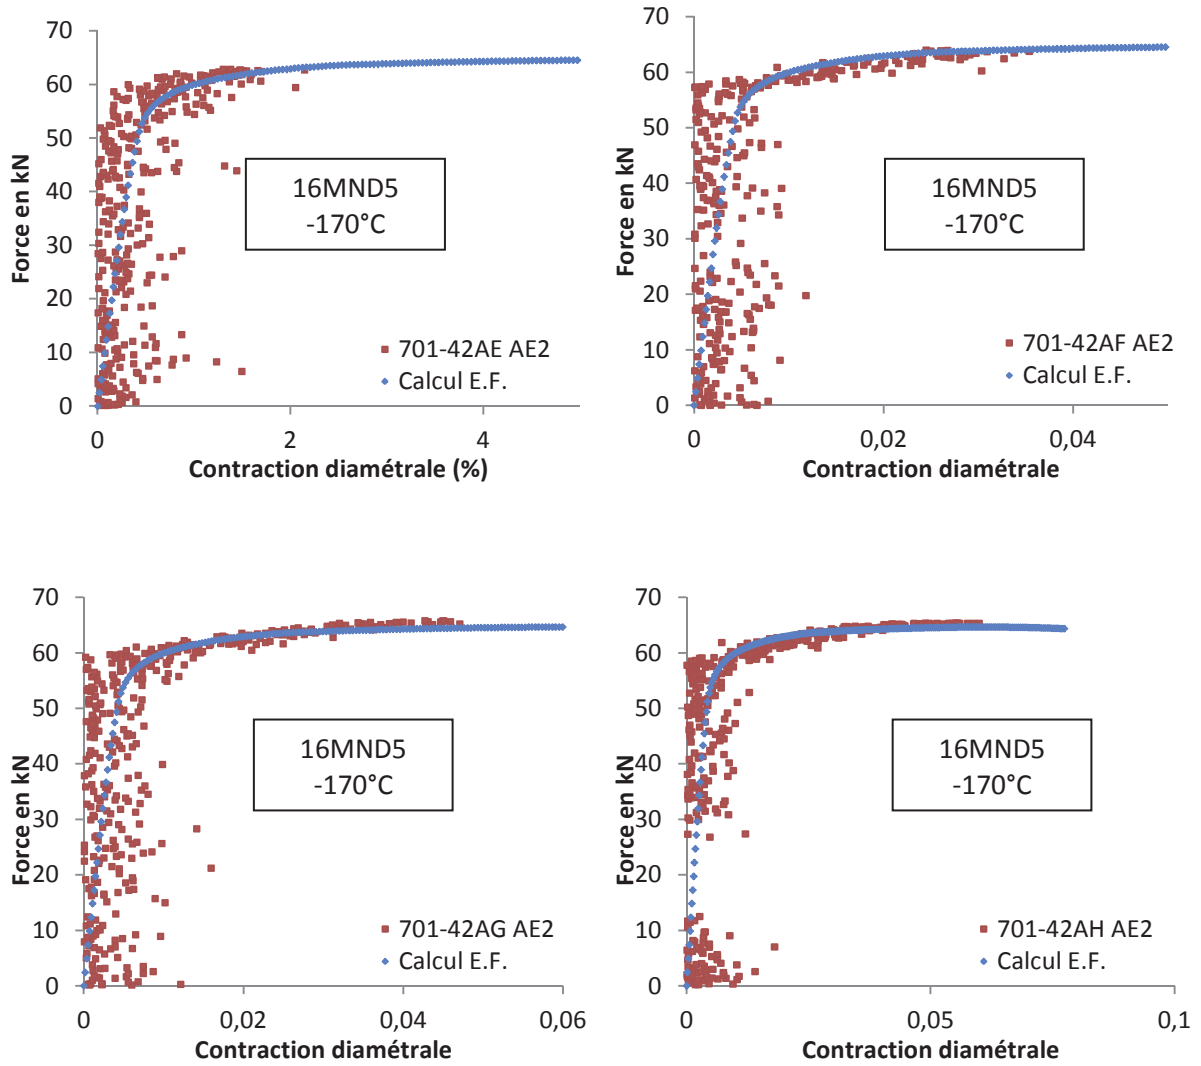 70
60
50
40
30
20
10
0
Force en kN
16MND5
-170°C
701-42AE AE2
Calcul E.F.
0
2
4
Contraction diamétrale (%)
70
60
50
40
30
20
10
0
Force en kN
16MND5
-170°C
701-42AF AE2
Calcul E.F.
0
0,02
0,04
Contraction diamétrale
70
60
50
40
30
20
10
0
Force en kN
16MND5
-170°C
701-42AG AE2
Calcul E.F.
0
0,02
0,04
0,06
Contraction diamétrale
70
60
50
40
30
20
10
0
Force en kN
16MND5
-170°C
701-42AH AE2
Calcul E.F.
0
0,05
0,1
Contraction diamétrale